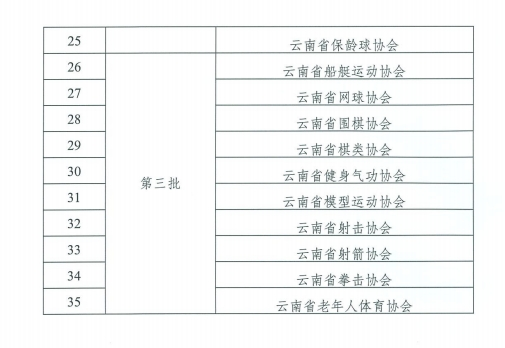 25 云南省保龄球协会
26 云南省船艇运动协会
27 云南省网球协会
28 云南省围棋协会
29 云南省棋类协会
30 云南省健身气功协会
第三批
31 云南省模型运动协会
32 云南省射击协会
33 云南省射箭协会
34 云南省拳击协会
35 云南省老年人体育协会